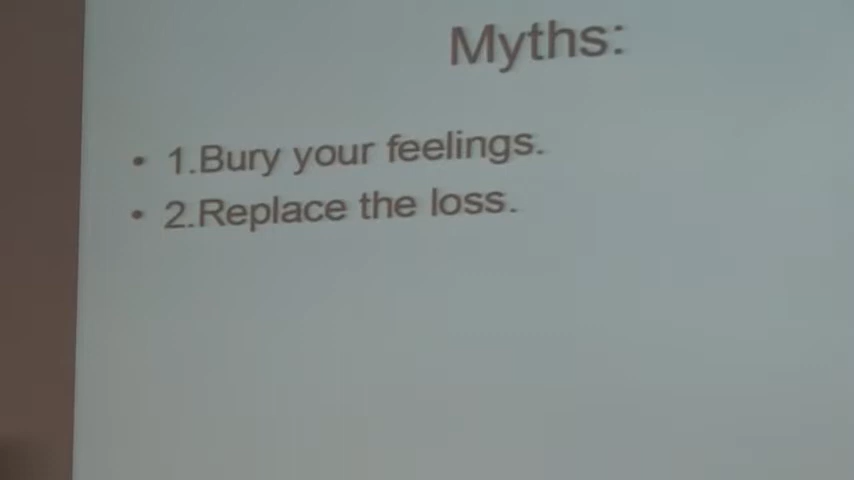 Myths:
• 1.Bury your feelings.
• 2.Replace the loss.